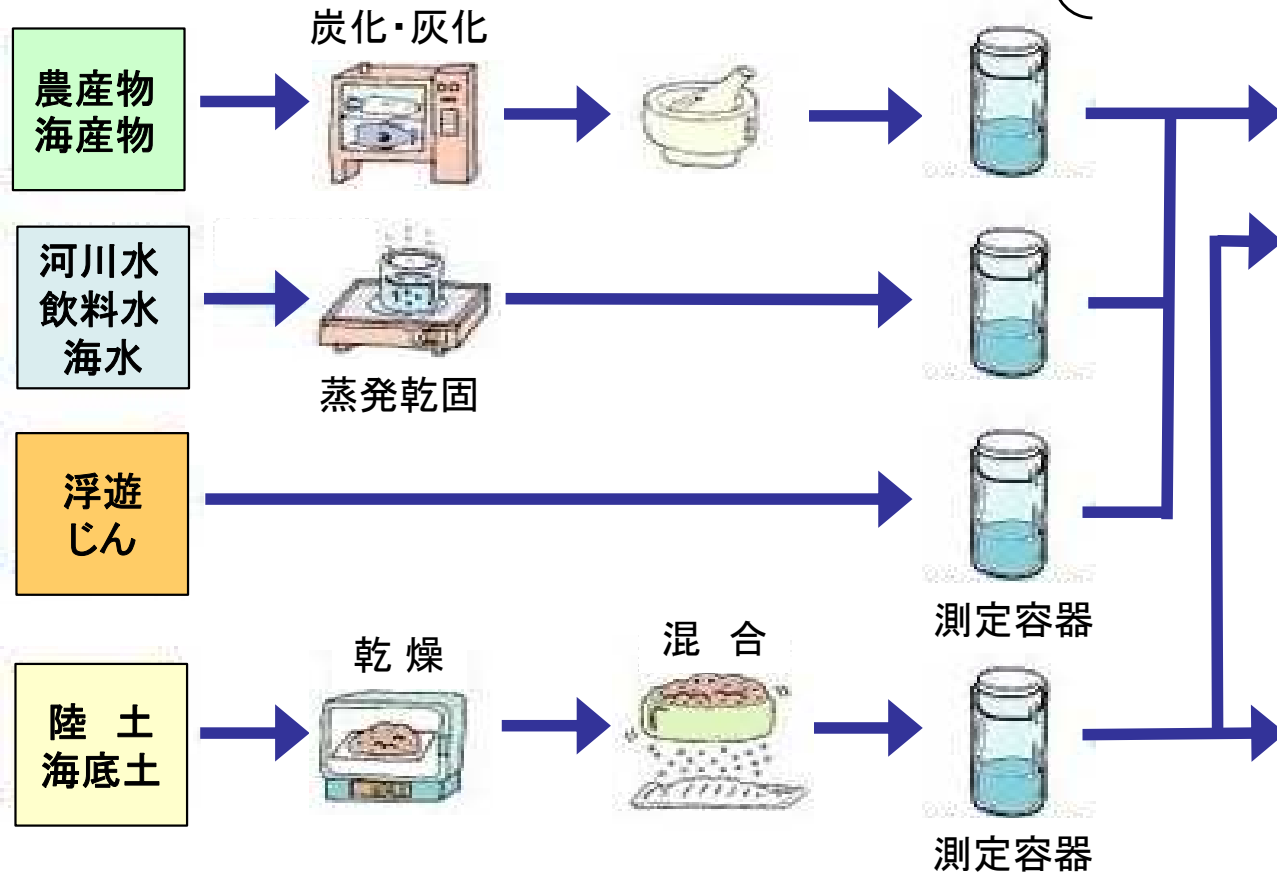 炭化・灰化
農産物
海産物
河川水
飲料水
海水
蒸発乾固
浮遊
じん
測定容器
乾 燥
混 合
陸 土
海底土
測定容器